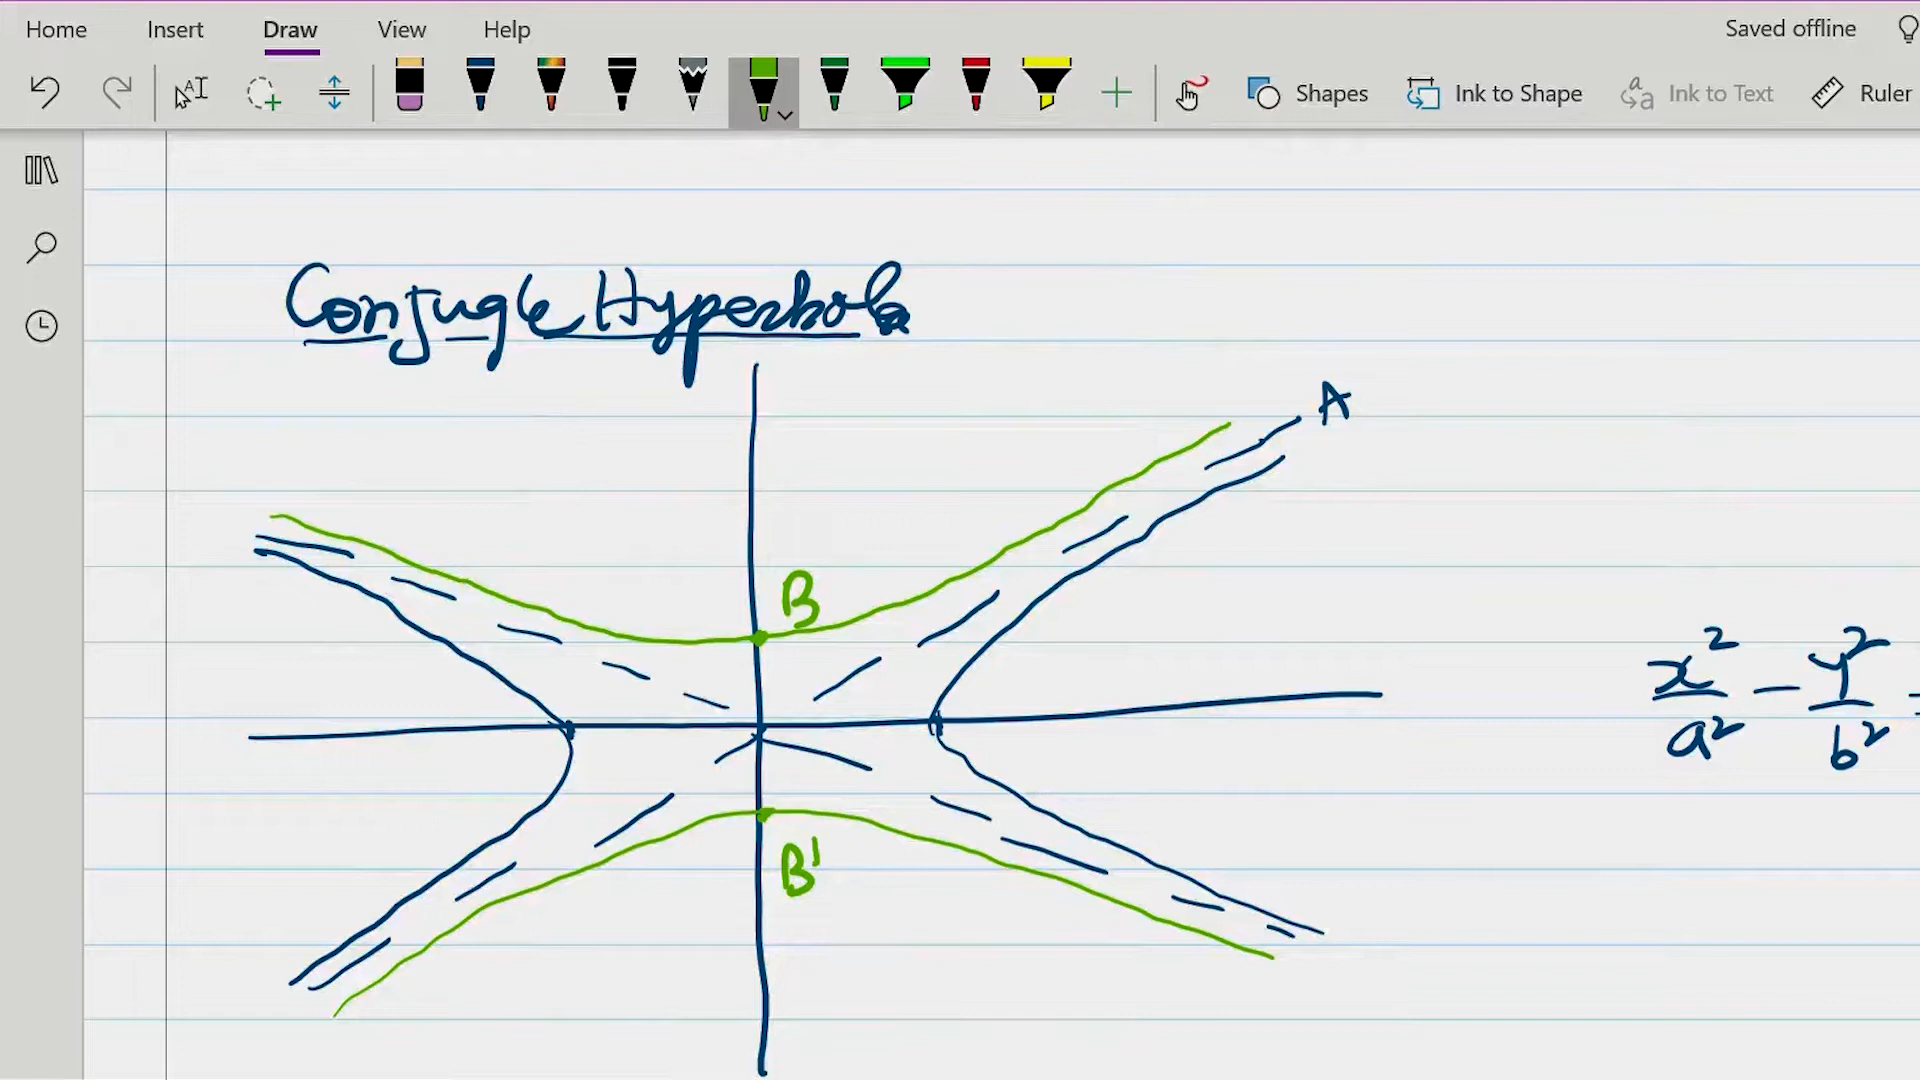 Home Insert Draw View Help Saved offline
Shapes Ink to Shape Ink to Text Ruler
Conjugte Hyperbola
A
B
x²/a² - y²/b² =
B'